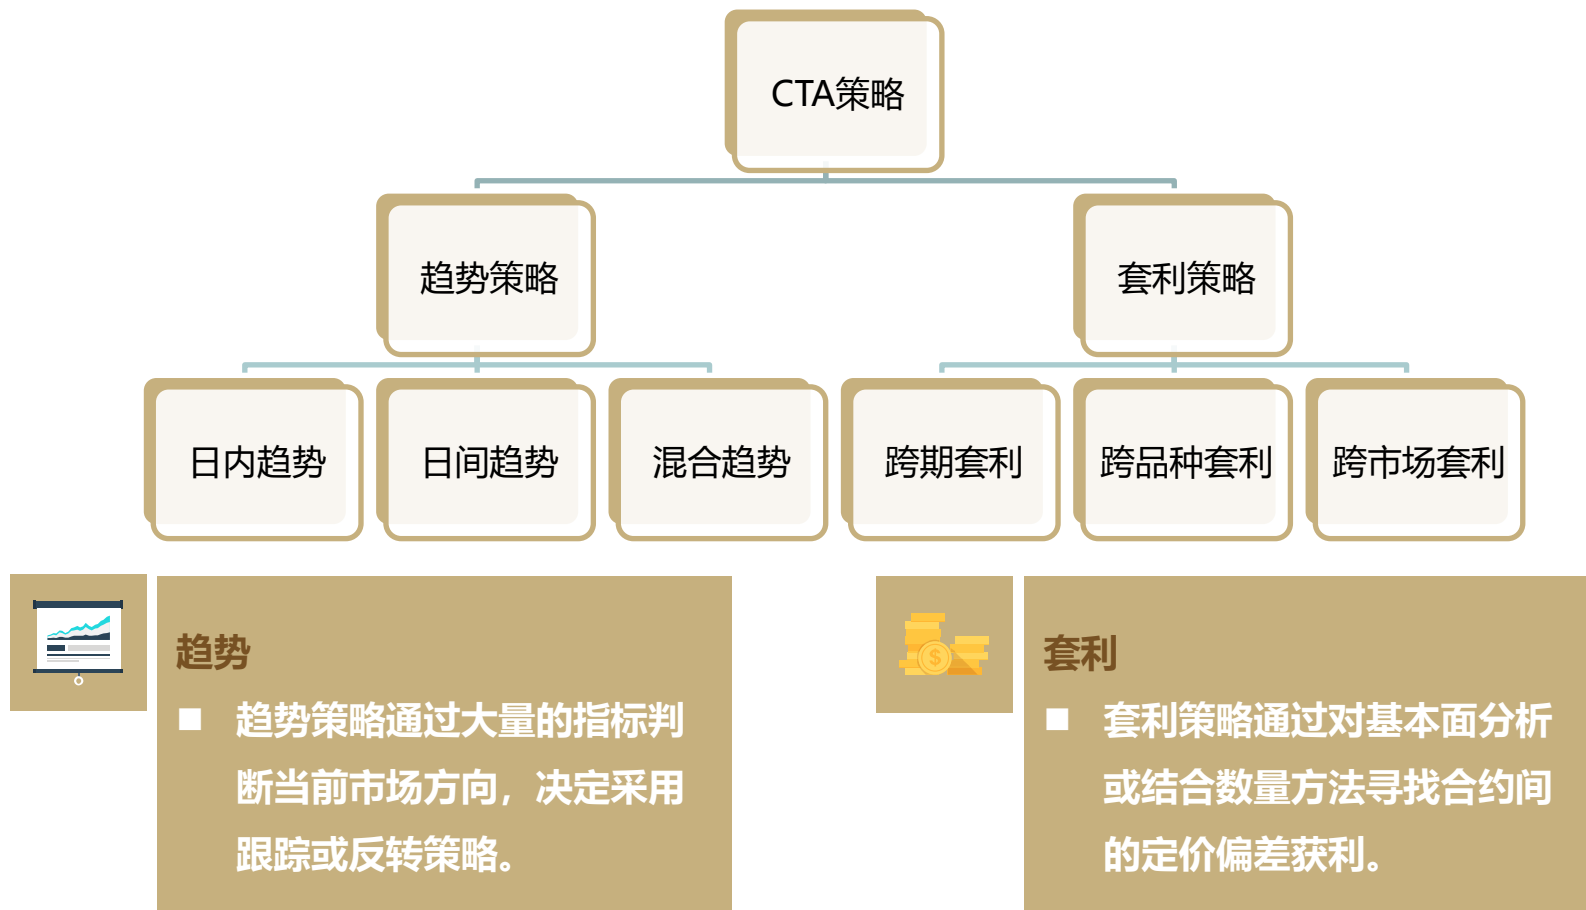 CTA策略
趋势策略
套利策略
日内趋势
日间趋势
混合趋势
跨期套利
跨品种套利
跨市场套利
趋势
趋势策略通过大量的指标判
断当前市场方向，决定采用
跟踪或反转策略。
套利
套利策略通过对基本面分析
或结合数量方法寻找合约间
的定价偏差获利。